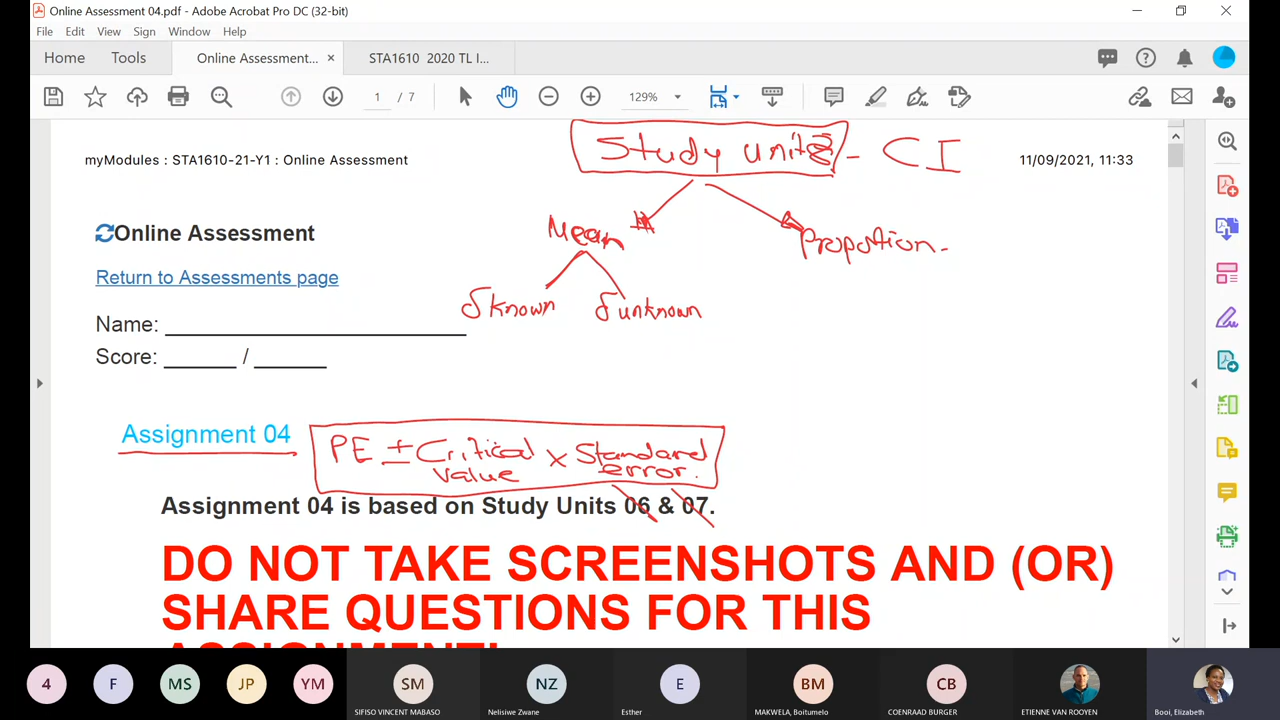 Online Assessment 04.pdf - Adobe Acrobat Pro DC (32-bit)
File Edit View Sign Window Help
Home Tools Online Assessment... × STA1610 2020 TL I...
1 / 7 129%
Study unit 8 - CI
myModules : STA1610-21-Y1 : Online Assessment 11/09/2021, 11:33
Mean Propotion.
Online Assessment
Return to Assessments page
δ known δ unknown
Name:
Score: /
Assignment 04
PE ± Critical value × Standard error.
Assignment 04 is based on Study Units 06 & 07.
DO NOT TAKE SCREENSHOTS AND (OR)
SHARE QUESTIONS FOR THIS
ASSIGNMENT!
4 F MS JP YM SM NZ E BM CB
SIFISO VINCENT MABASO Nelisiwe Zwane Esther MAKWELA, Boitumelo COENRAAD BURGER ETIENNE VAN ROOYEN Booi, Elizabeth